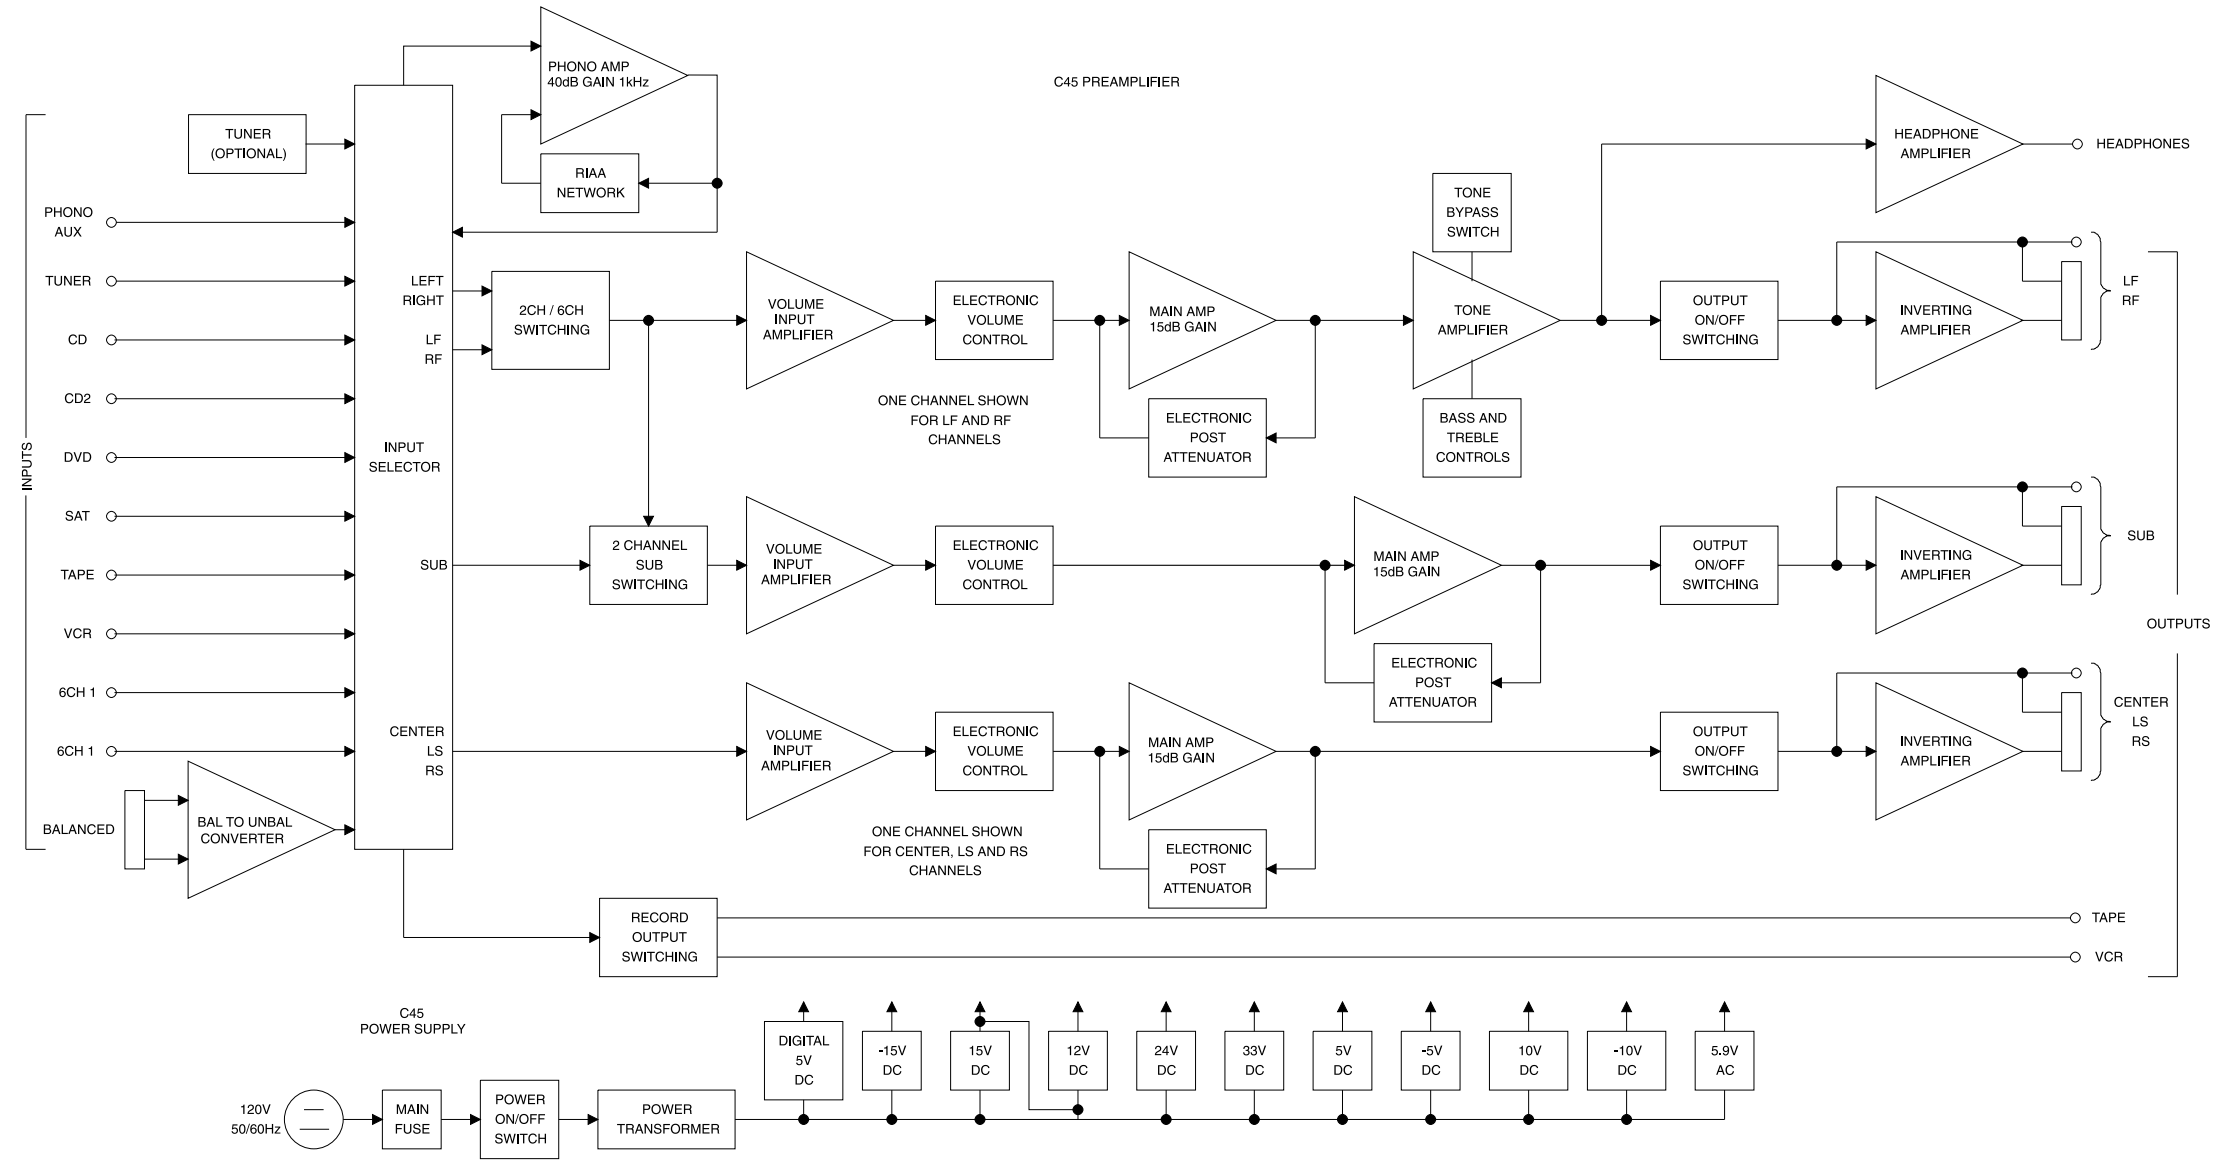 C45 PREAMPLIFIER
PHONO AMP
40dB GAIN 1kHz
RIAA
NETWORK
INPUTS
TUNER
(OPTIONAL)
PHONO
AUX
TUNER
CD
CD2
DVD
SAT
TAPE
VCR
6CH 1
6CH 1
BALANCED
BAL TO UNBAL
CONVERTER
INPUT
SELECTOR
LEFT
RIGHT
LF
RF
SUB
CENTER
LS
RS
2CH / 6CH
SWITCHING
VOLUME
INPUT
AMPLIFIER
ELECTRONIC
VOLUME
CONTROL
ONE CHANNEL SHOWN
FOR LF AND RF
CHANNELS
MAIN AMP
15dB GAIN
ELECTRONIC
POST
ATTENUATOR
TONE
BYPASS
SWITCH
TONE
AMPLIFIER
BASS AND
TREBLE
CONTROLS
HEADPHONE
AMPLIFIER
HEADPHONES
OUTPUT
ON/OFF
SWITCHING
INVERTING
AMPLIFIER
LF
RF
2 CHANNEL
SUB
SWITCHING
VOLUME
INPUT
AMPLIFIER
ELECTRONIC
VOLUME
CONTROL
MAIN AMP
15dB GAIN
ELECTRONIC
POST
ATTENUATOR
OUTPUT
ON/OFF
SWITCHING
INVERTING
AMPLIFIER
SUB
OUTPUTS
VOLUME
INPUT
AMPLIFIER
ELECTRONIC
VOLUME
CONTROL
ONE CHANNEL SHOWN
FOR CENTER, LS AND RS
CHANNELS
MAIN AMP
15dB GAIN
ELECTRONIC
POST
ATTENUATOR
OUTPUT
ON/OFF
SWITCHING
INVERTING
AMPLIFIER
CENTER
LS
RS
RECORD
OUTPUT
SWITCHING
TAPE
VCR
C45
POWER SUPPLY
120V
50/60Hz
MAIN
FUSE
POWER
ON/OFF
SWITCH
POWER
TRANSFORMER
DIGITAL
5V
DC
-15V
DC
15V
DC
12V
DC
24V
DC
33V
DC
5V
DC
-5V
DC
10V
DC
-10V
DC
5.9V
AC